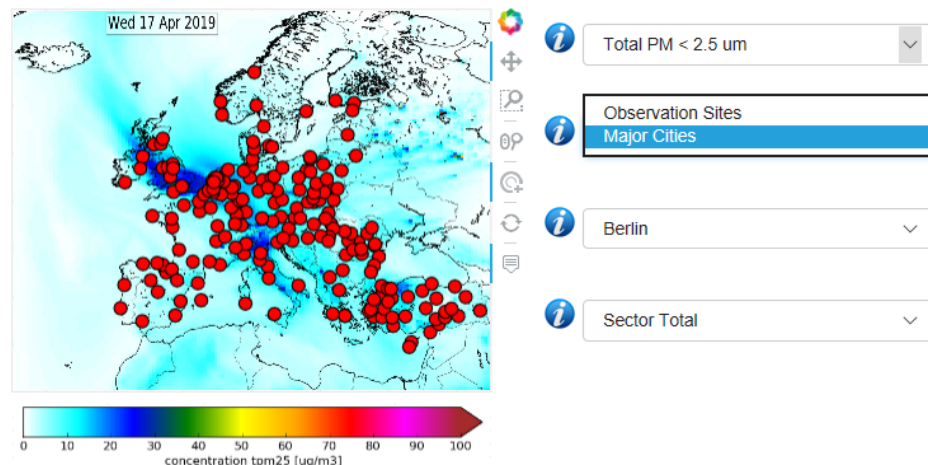 Wed 17 Apr 2019
Total PM < 2.5 um
Observation Sites
Major Cities
Berlin
Sector Total
0 10 20 30 40 50 60 70 80 90 100
concentration tpm25 [ug/m3]